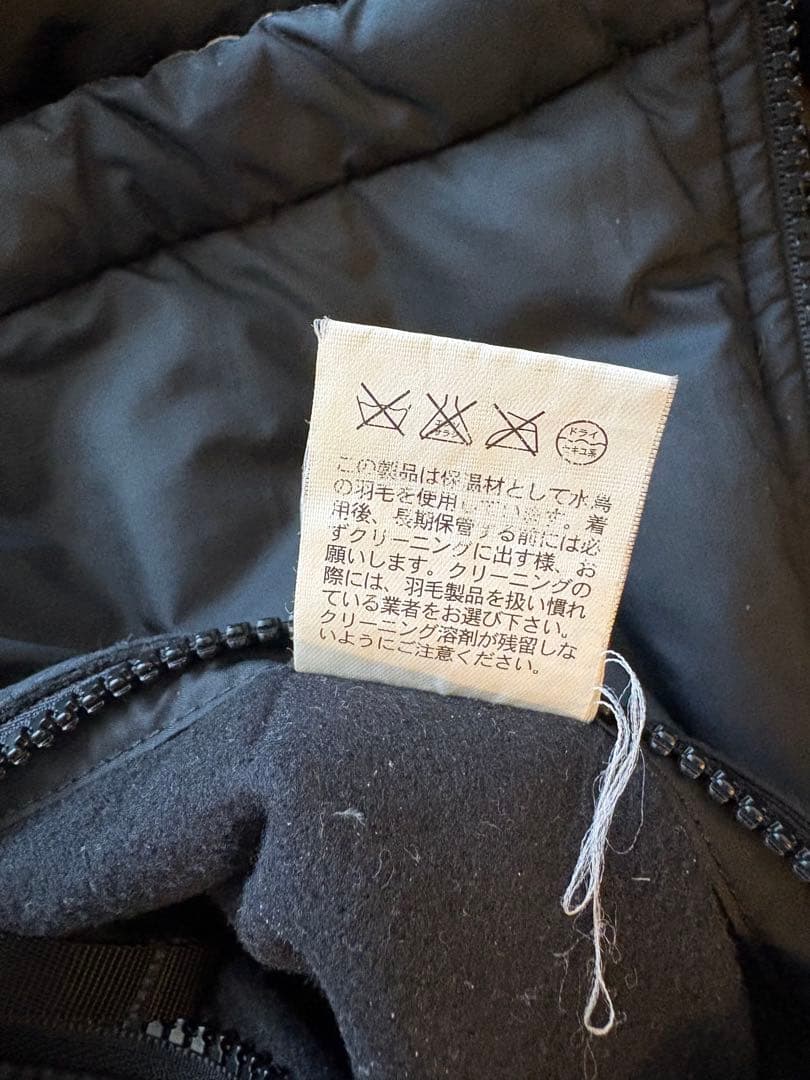 ドライ
セキユ系
この製品は保温材として水鳥
の羽毛を使用しています。着
用後、長期保管する前には必
ずクリーニングに出す様、お
願いします。クリーニングの
際には、羽毛製品を扱い慣れ
ている業者をお選び下さい。
クリーニング溶剤が残留しな
いようにご注意ください。